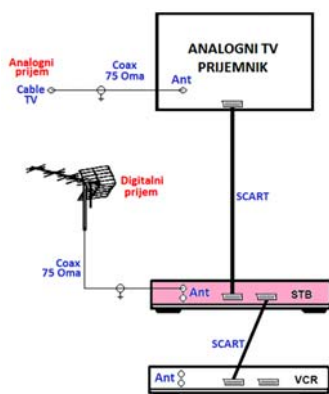 ANALOGNI TV
PRIJEMNIK
Analogni
prijem
Cable
TV
Coax
75 Oma
Ant
SCART
Digitalni
prijem
Coax
75 Oma
Ant
STB
SCART
Ant
VCR